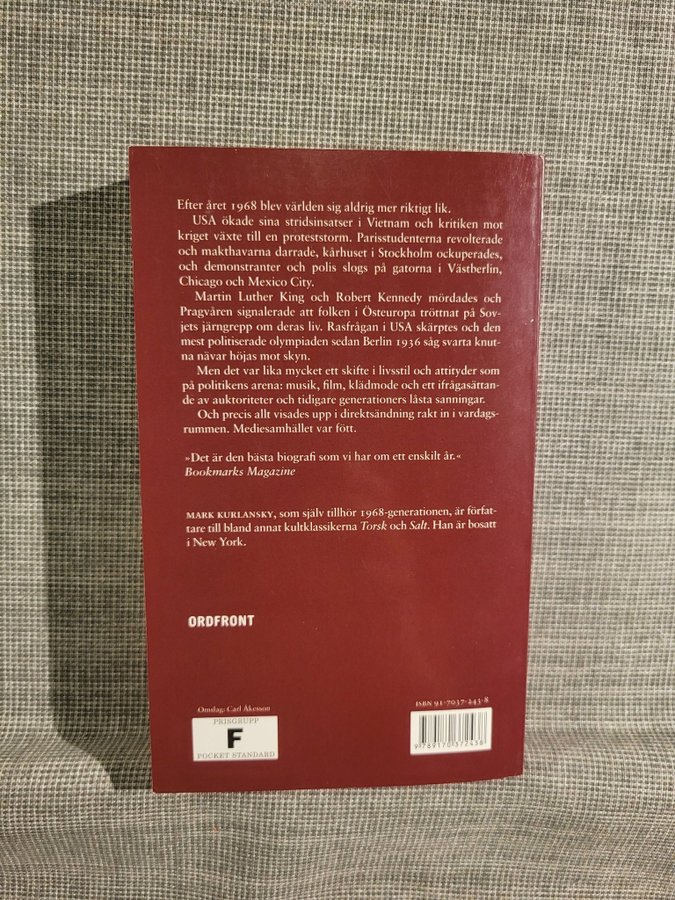 Efter året 1968 blev världen sig aldrig mer riktigt lik.
USA ökade sina stridsinsatser i Vietnam och kritiken mot
kriget växte till en proteststorm. Parisstudenterna revolterade
och makthavarna darrade, kårhuset i Stockholm ockuperades,
och demonstranter och polis slogs på gatorna i Västberlin,
Chicago och Mexico City.
Martin Luther King och Robert Kennedy mördades och
Pragvåren signalerade att folken i Östeuropa tröttnat på Sov-
jets järngrepp om deras liv. Rasfrågan i USA skärptes och den
mest politiserade olympiaden sedan Berlin 1936 såg svarta knut-
na nävar höjas mot skyn.
Men det var lika mycket ett skifte i livsstil och attityder som
på politikens arena: musik, film, klädmode och ett ifrågasättan-
de av auktoriteter och tidigare generationers låsta sanningar.
Och precis allt visades upp i direktsändning rakt in i vardags-
rummen. Mediesamhället var fött.
»Det är den bästa biografi som vi har om ett enskilt år.«
Bookmarks Magazine
MARK KURLANSKY, som själv tillhör 1968-generationen, är förfat-
tare till bland annat kultklassikerna Torsk och Salt. Han är bosatt
i New York.
ORDFRONT
Omslag: Carl Åkesson
PRISGRUPP
F
POCKET STANDARD
ISBN 91-7037-243-8
9 789170 372438